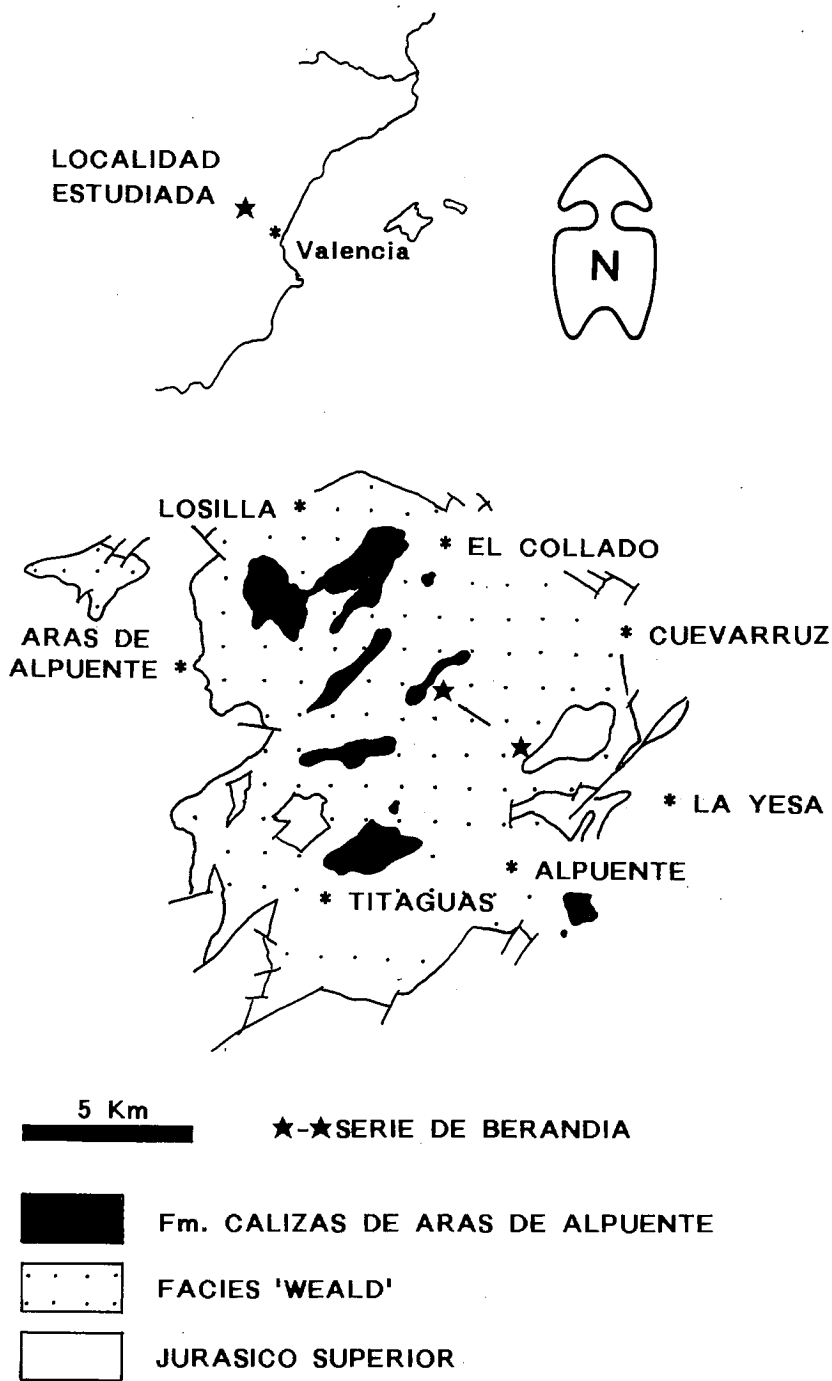 LOCALIDAD
ESTUDIADA
Valencia
N
LOSILLA
EL COLLADO
ARAS DE
ALPUENTE
CUEVARRUZ
LA YESA
ALPUENTE
TITAGUAS
5 Km
SERIE DE BERANDIA
Fm. CALIZAS DE ARAS DE ALPUENTE
FACIES 'WEALD'
JURASICO SUPERIOR